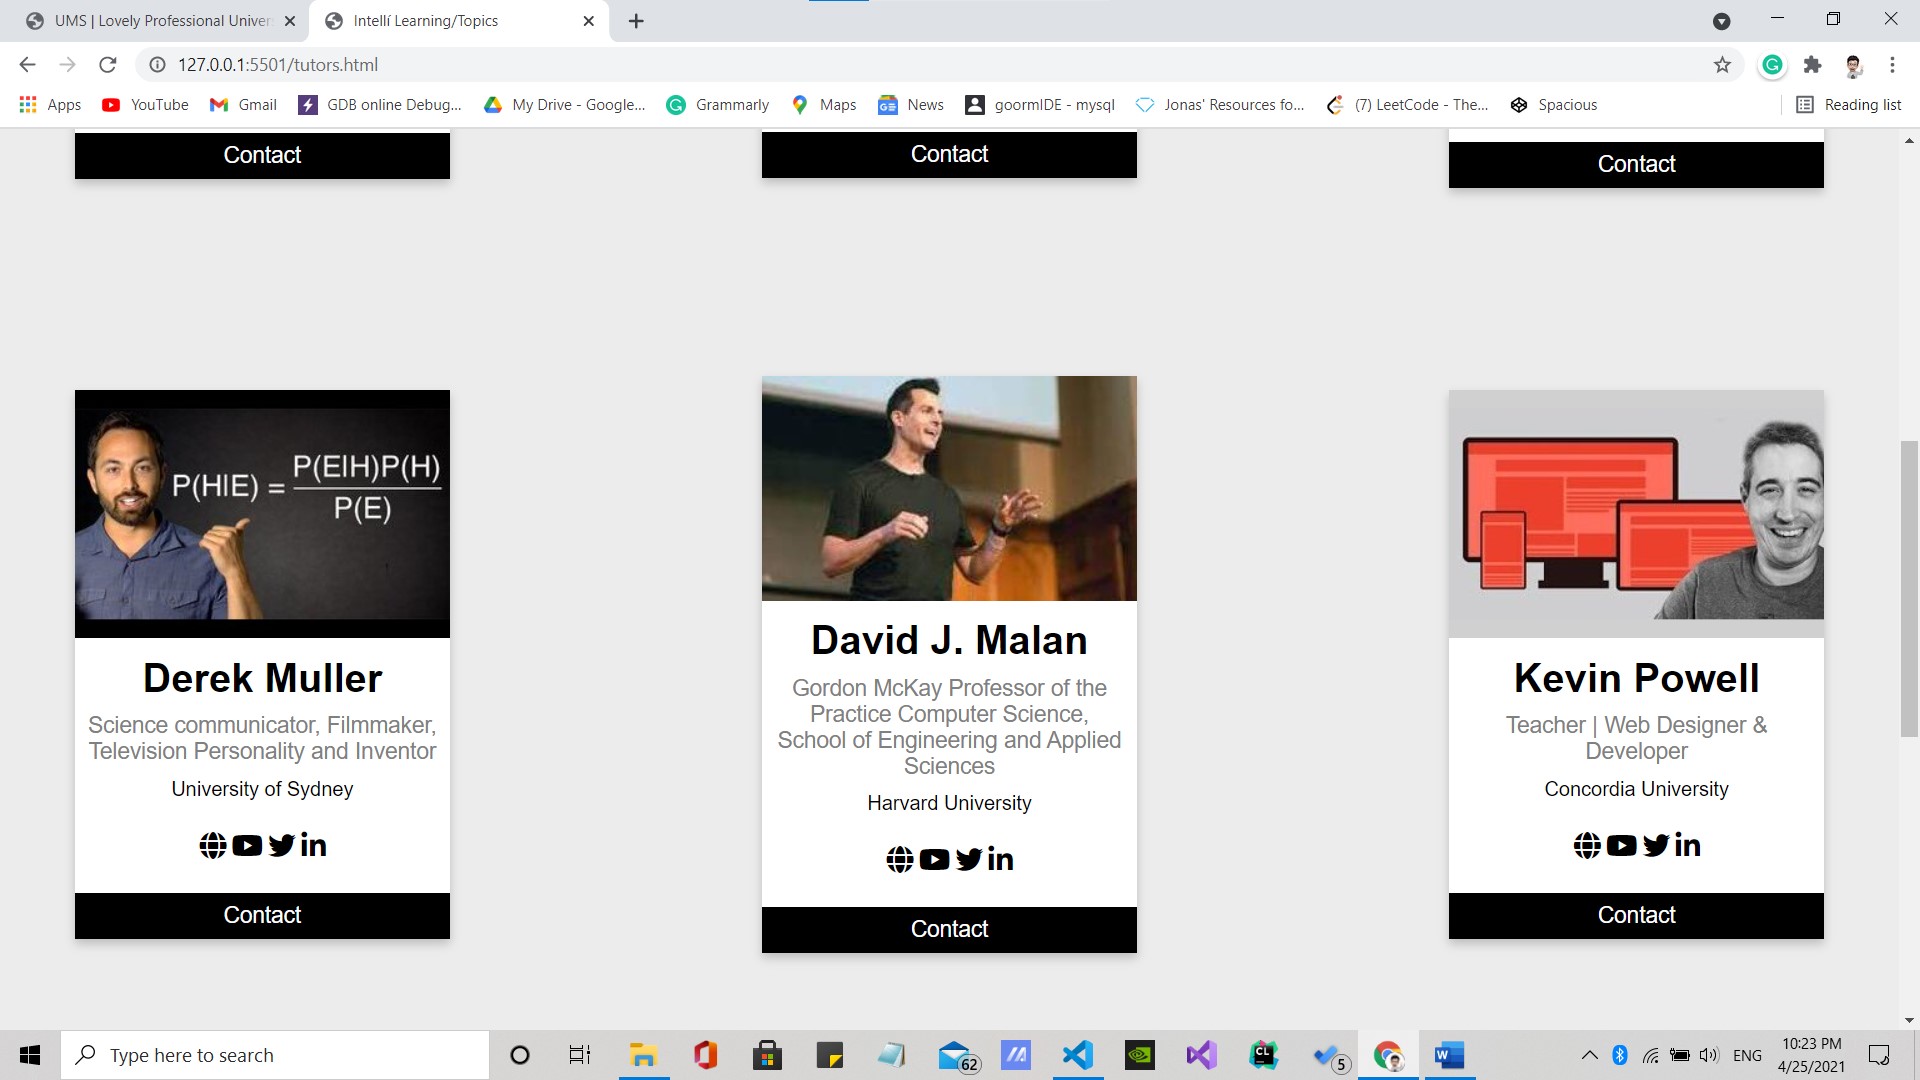 UMS | Lovely Professional Univer
Intellí Learning/Topics
127.0.0.1:5501/tutors.html
Apps
YouTube
Gmail
GDB online Debug...
My Drive - Google...
Grammarly
Maps
News
goormIDE - mysql
Jonas' Resources fo...
(7) LeetCode - The...
Spacious
Reading list
Contact
Contact
Contact
P(H|E) = P(E|H)P(H)
P(E)
Derek Muller
Science communicator, Filmmaker,
Television Personality and Inventor
University of Sydney
Contact
David J. Malan
Gordon McKay Professor of the
Practice Computer Science,
School of Engineering and Applied
Sciences
Harvard University
Contact
Kevin Powell
Teacher | Web Designer &
Developer
Concordia University
Contact
Type here to search
62
CL
5
W
ENG
10:23 PM
4/25/2021